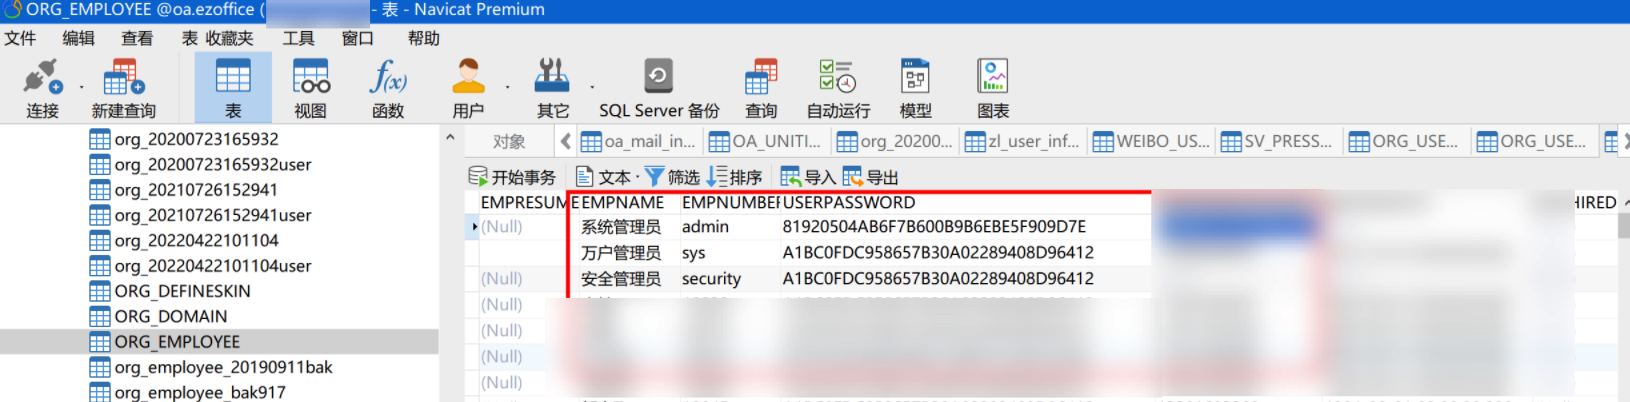 ORG_EMPLOYEE @oa.ezoffice ( - 表 - Navicat Premium
文件 编辑 查看 表 收藏夹 工具 窗口 帮助
连接 新建查询 表 视图 函数 用户 其它 SQL Server 备份 查询 自动运行 模型 图表
对象 oa_mail_in... OA_UNITI... org_20200... zl_user_inf... WEIBO_US... SV_PRESS... ORG_USE... ORG_USE...
开始事务 文本 筛选 排序 导入 导出
org_20200723165932
org_20200723165932user
org_20210726152941
org_20210726152941user
org_20220422101104
org_20220422101104user
ORG_DEFINESKIN
ORG_DOMAIN
ORG_EMPLOYEE
org_employee_20190911bak
org_employee_bak917
EMPRESUME EMPNAME EMPNUMBER USERPASSWORD HIRED
(Null) 系统管理员 admin 81920504AB6F7B600B9B6EBE5F909D7E
万户管理员 sys A1BC0FDC958657B30A02289408D96412
(Null) 安全管理员 security A1BC0FDC958657B30A02289408D96412
(Null)
(Null)
(Null)
(Null)